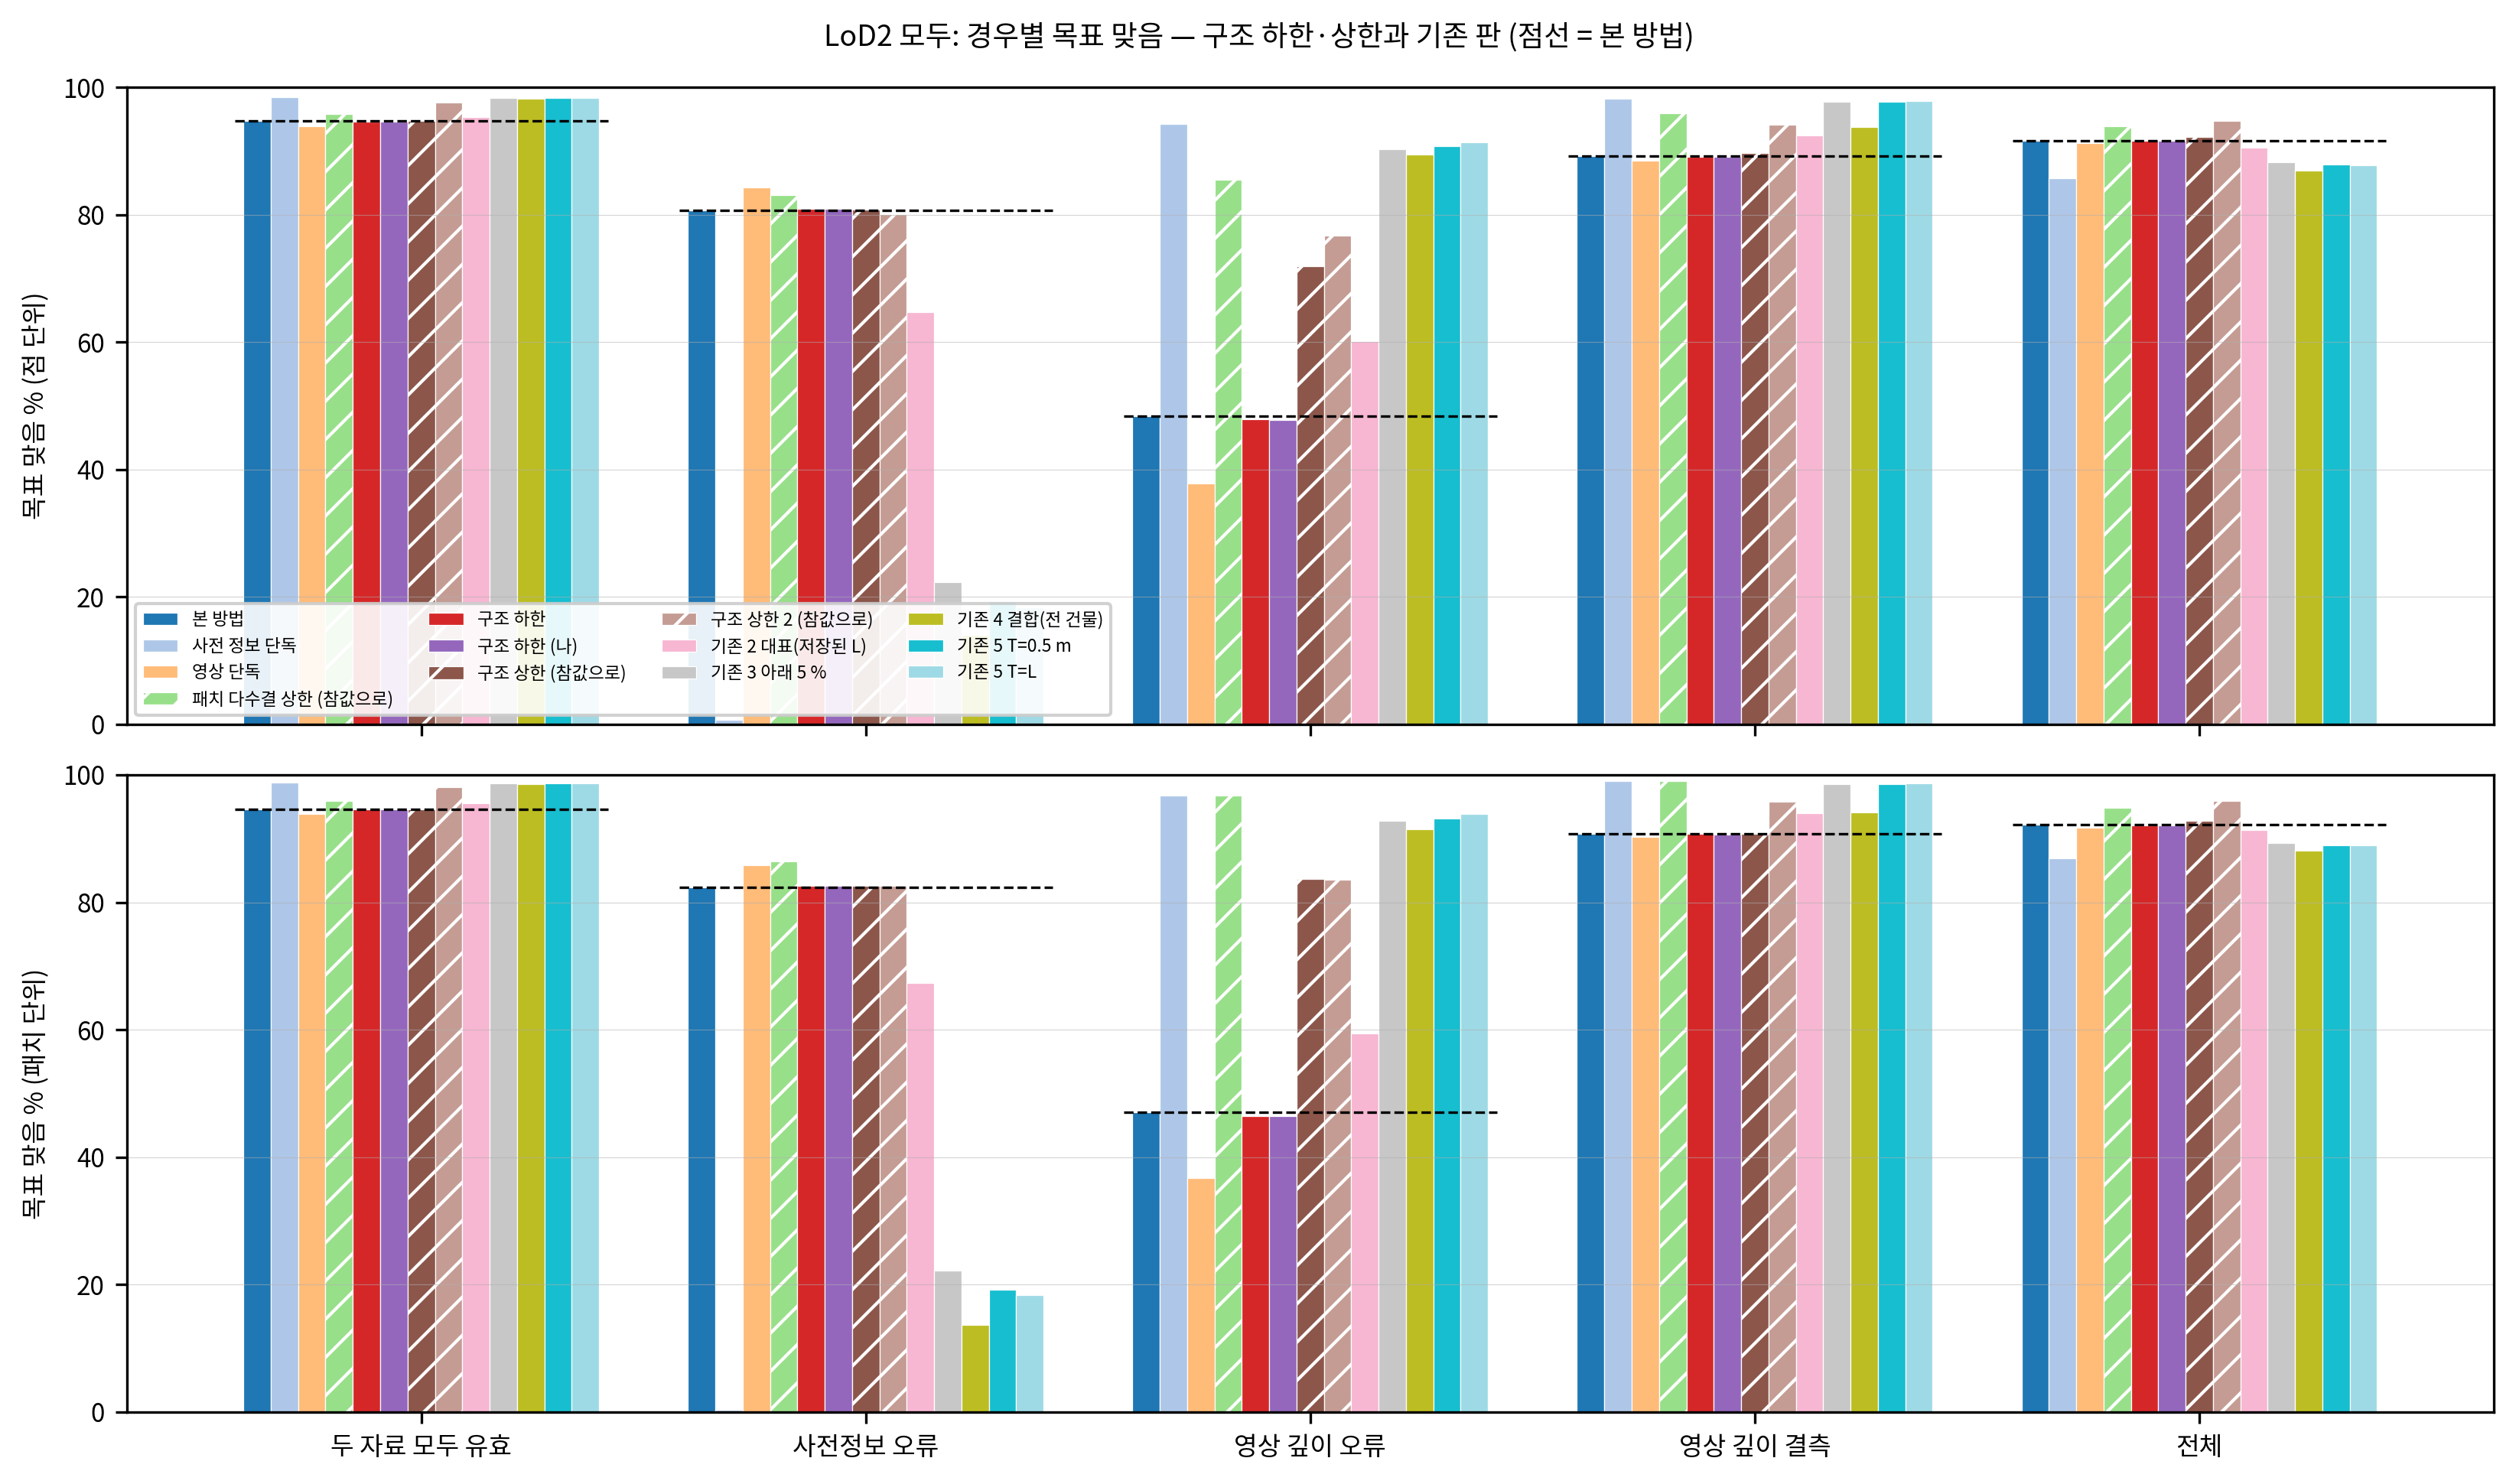 LoD2 모두: 경우별 목표 맞음 — 구조 하한·상한과 기존 판 (점선 = 본 방법)
목표 맞음 % (점 단위)
100
80
60
40
20
0
본 방법
사전 정보 단독
영상 단독
패치 다수결 상한 (참값으로)
구조 하한
구조 하한 (나)
구조 상한 (참값으로)
구조 상한 2 (참값으로)
기존 2 대표(저장된 L)
기존 3 아래 5 %
기존 4 결합(전 건물)
기존 5 T=0.5 m
기존 5 T=L
목표 맞음 % (패치 단위)
100
80
60
40
20
0
두 자료 모두 유효
사전정보 오류
영상 깊이 오류
영상 깊이 결측
전체